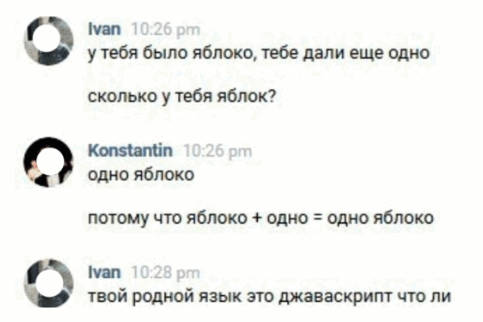 Ivan 10:26 pm
у тебя было яблоко, тебе дали еще одно
сколько у тебя яблок?
Konstantin 10:26 pm
одно яблоко
потому что яблоко + одно = одно яблоко
Ivan 10:28 pm
твой родной язык это джаваскрипт что ли